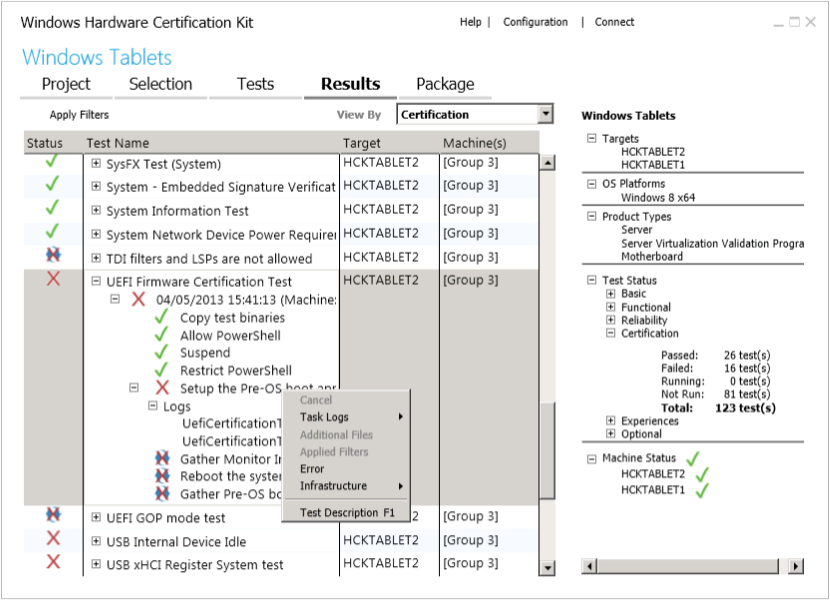 Windows Hardware Certification Kit
Help | Configuration | Connect
Windows Tablets
Project Selection Tests Results Package
Apply Filters View By Certification
Status Test Name Target Machine(s)
SysFX Test (System) HCKTABLET2 [Group 3]
System - Embedded Signature Verificat HCKTABLET2 [Group 3]
System Information Test HCKTABLET2 [Group 3]
System Network Device Power Requirer HCKTABLET2 [Group 3]
TDI filters and LSPs are not allowed HCKTABLET2 [Group 3]
UEFI Firmware Certification Test HCKTABLET2 [Group 3]
04/05/2013 15:41:13 (Machine:
Copy test binaries
Allow PowerShell
Suspend
Restrict PowerShell
Setup the Pre-OS boot app
Logs
UefiCertificationT
UefiCertificationT
Gather Monitor In
Reboot the system
Gather Pre-OS bo
Cancel
Task Logs
Additional Files
Applied Filters
Error
Infrastructure
Test Description F1
UEFI GOP mode test HCKTABLET2 [Group 3]
USB Internal Device Idle HCKTABLET2 [Group 3]
USB xHCI Register System test HCKTABLET2 [Group 3]
Windows Tablets
Targets
HCKTABLET2
HCKTABLET1
OS Platforms
Windows 8 x64
Product Types
Server
Server Virtualization Validation Progra
Motherboard
Test Status
Basic
Functional
Reliability
Certification
Passed: 26 test(s)
Failed: 16 test(s)
Running: 0 test(s)
Not Run: 81 test(s)
Total: 123 test(s)
Experiences
Optional
Machine Status
HCKTABLET2
HCKTABLET1